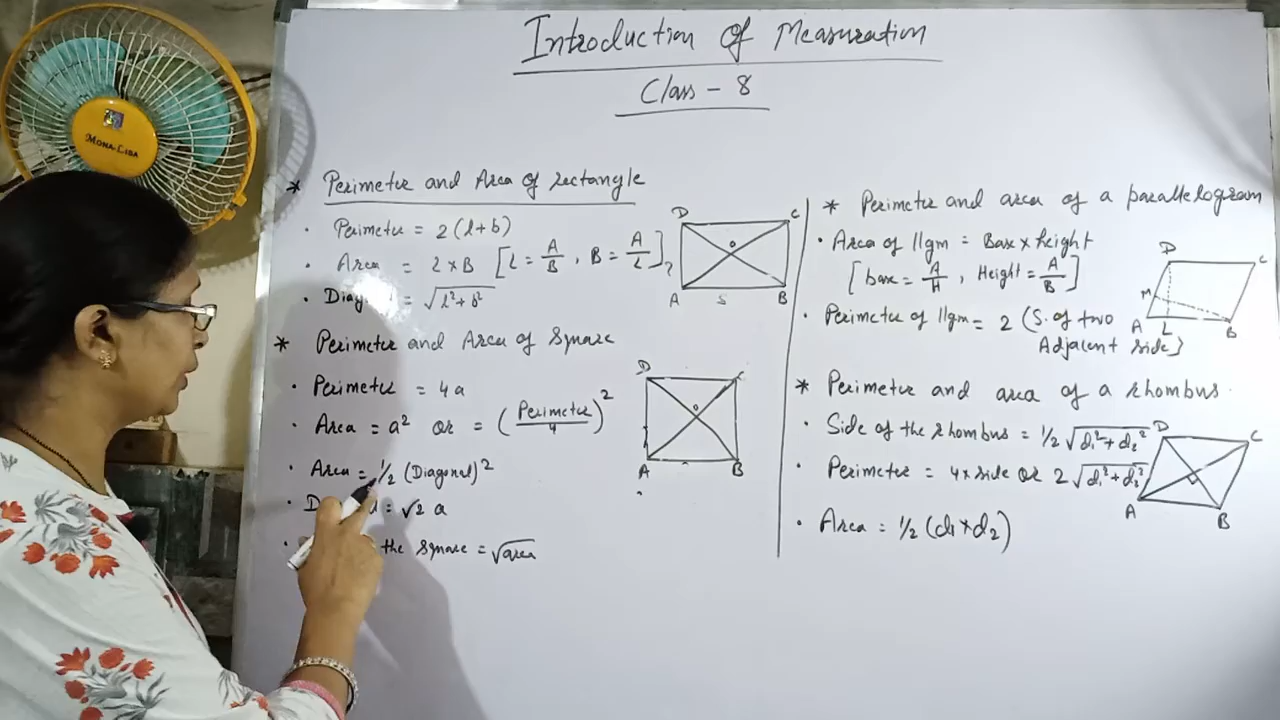 Introduction Of Mensuration
Class - 8
MONA-LISA
* Perimeter and Area of rectangle
· Perimeter = 2(l+b)
· Area = L×B [L = A/B, B = A/L]
· = √l²+b²
D C
O
A B
* Perimeter and Area of Square
· Perimeter = 4a
· Area = a² or = (Perimeter/4)²
· Area = ½ (Diagonal)²
· = √2 a
· the square = √area
D C
O
A B
* Perimeter and area of a parallelogram
· Area of llgm = Base × height
[base = A/H, Height = A/B]
· Perimeter of llgm = 2 (S. of two
Adjacent side)
D C
M
A L B
* Perimeter and area of a rhombus.
· Side of the rhombus = ½ √d₁²+d₂²
· Perimeter = 4×side or 2√d₁²+d₂²
· Area = ½ (d₁×d₂)
D C
A B